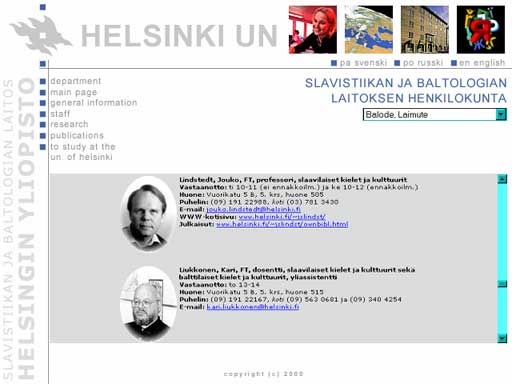 HELSINKI UN
pa svenski
po russki
en english
SLAVISTIIKAN JA BALTOLOGIAN
LAITOKSEN HENKILÖKUNTA
Balode, Laimute
department
main page
general information
staff
research
publications
to study at the
un. of helsinki
SLAVISTIIKAN JA BALTOLOGIAN LAITOS
HELSINGIN YLIOPISTO
Lindstedt, Jouko, FT, professori, slaavilaiset kielet ja kulttuurit
Vastaanotto: ti 10-11 (ei ennakkoilm.) ja ke 10-12 (ennakkoilm.)
Huone: Vuorikatu 5 B, 5. krs, huone 505
Puhelin: (09) 191 22988, koti (03) 781 3430
E-mail: jouko.lindstedt@helsinki.fi
WWW-kotisivu: www.helsinki.fi/~jslindst/
Julkaisut: www.helsinki.fi/~jslindst/ownbibl.html
Liukkonen, Kari, FT, dosentti, slaavilaiset kielet ja kulttuurit sekä
balttilaiset kielet ja kulttuurit, yliassistentti
Vastaanotto: to 13-14
Huone: Vuorikatu 5 B, 5. krs, huone 515
Puhelin: (09) 191 22167, koti (09) 563 0681 ja (09) 340 4254
E-mail: kari.liukkonen@helsinki.fi
copyright (c) 2000